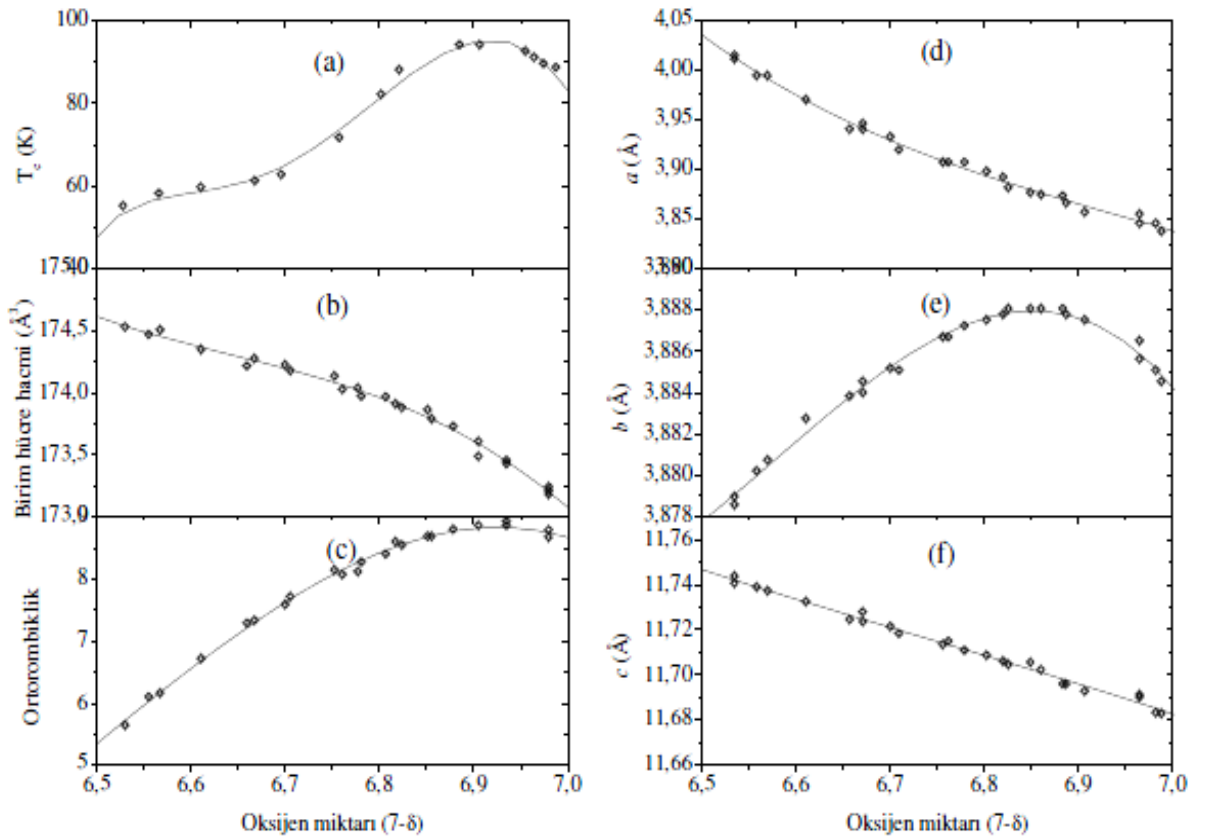 100
80
60
40
T_c (K)
(a)
175,0
174,5
174,0
173,5
173,0
Birim hücre hacmi (Å³)
(b)
8
7
6
5
Ortorombiklik
(c)
6,5 6,6 6,7 6,8 6,9 7,0
Oksijen miktarı (7-δ)
4,05
4,00
3,95
3,90
3,85
a (Å)
(d)
3,888
3,886
3,884
3,882
3,880
3,878
b (Å)
(e)
11,76
11,74
11,72
11,70
11,68
11,66
c (Å)
(f)
6,5 6,6 6,7 6,8 6,9 7,0
Oksijen miktarı (7-δ)